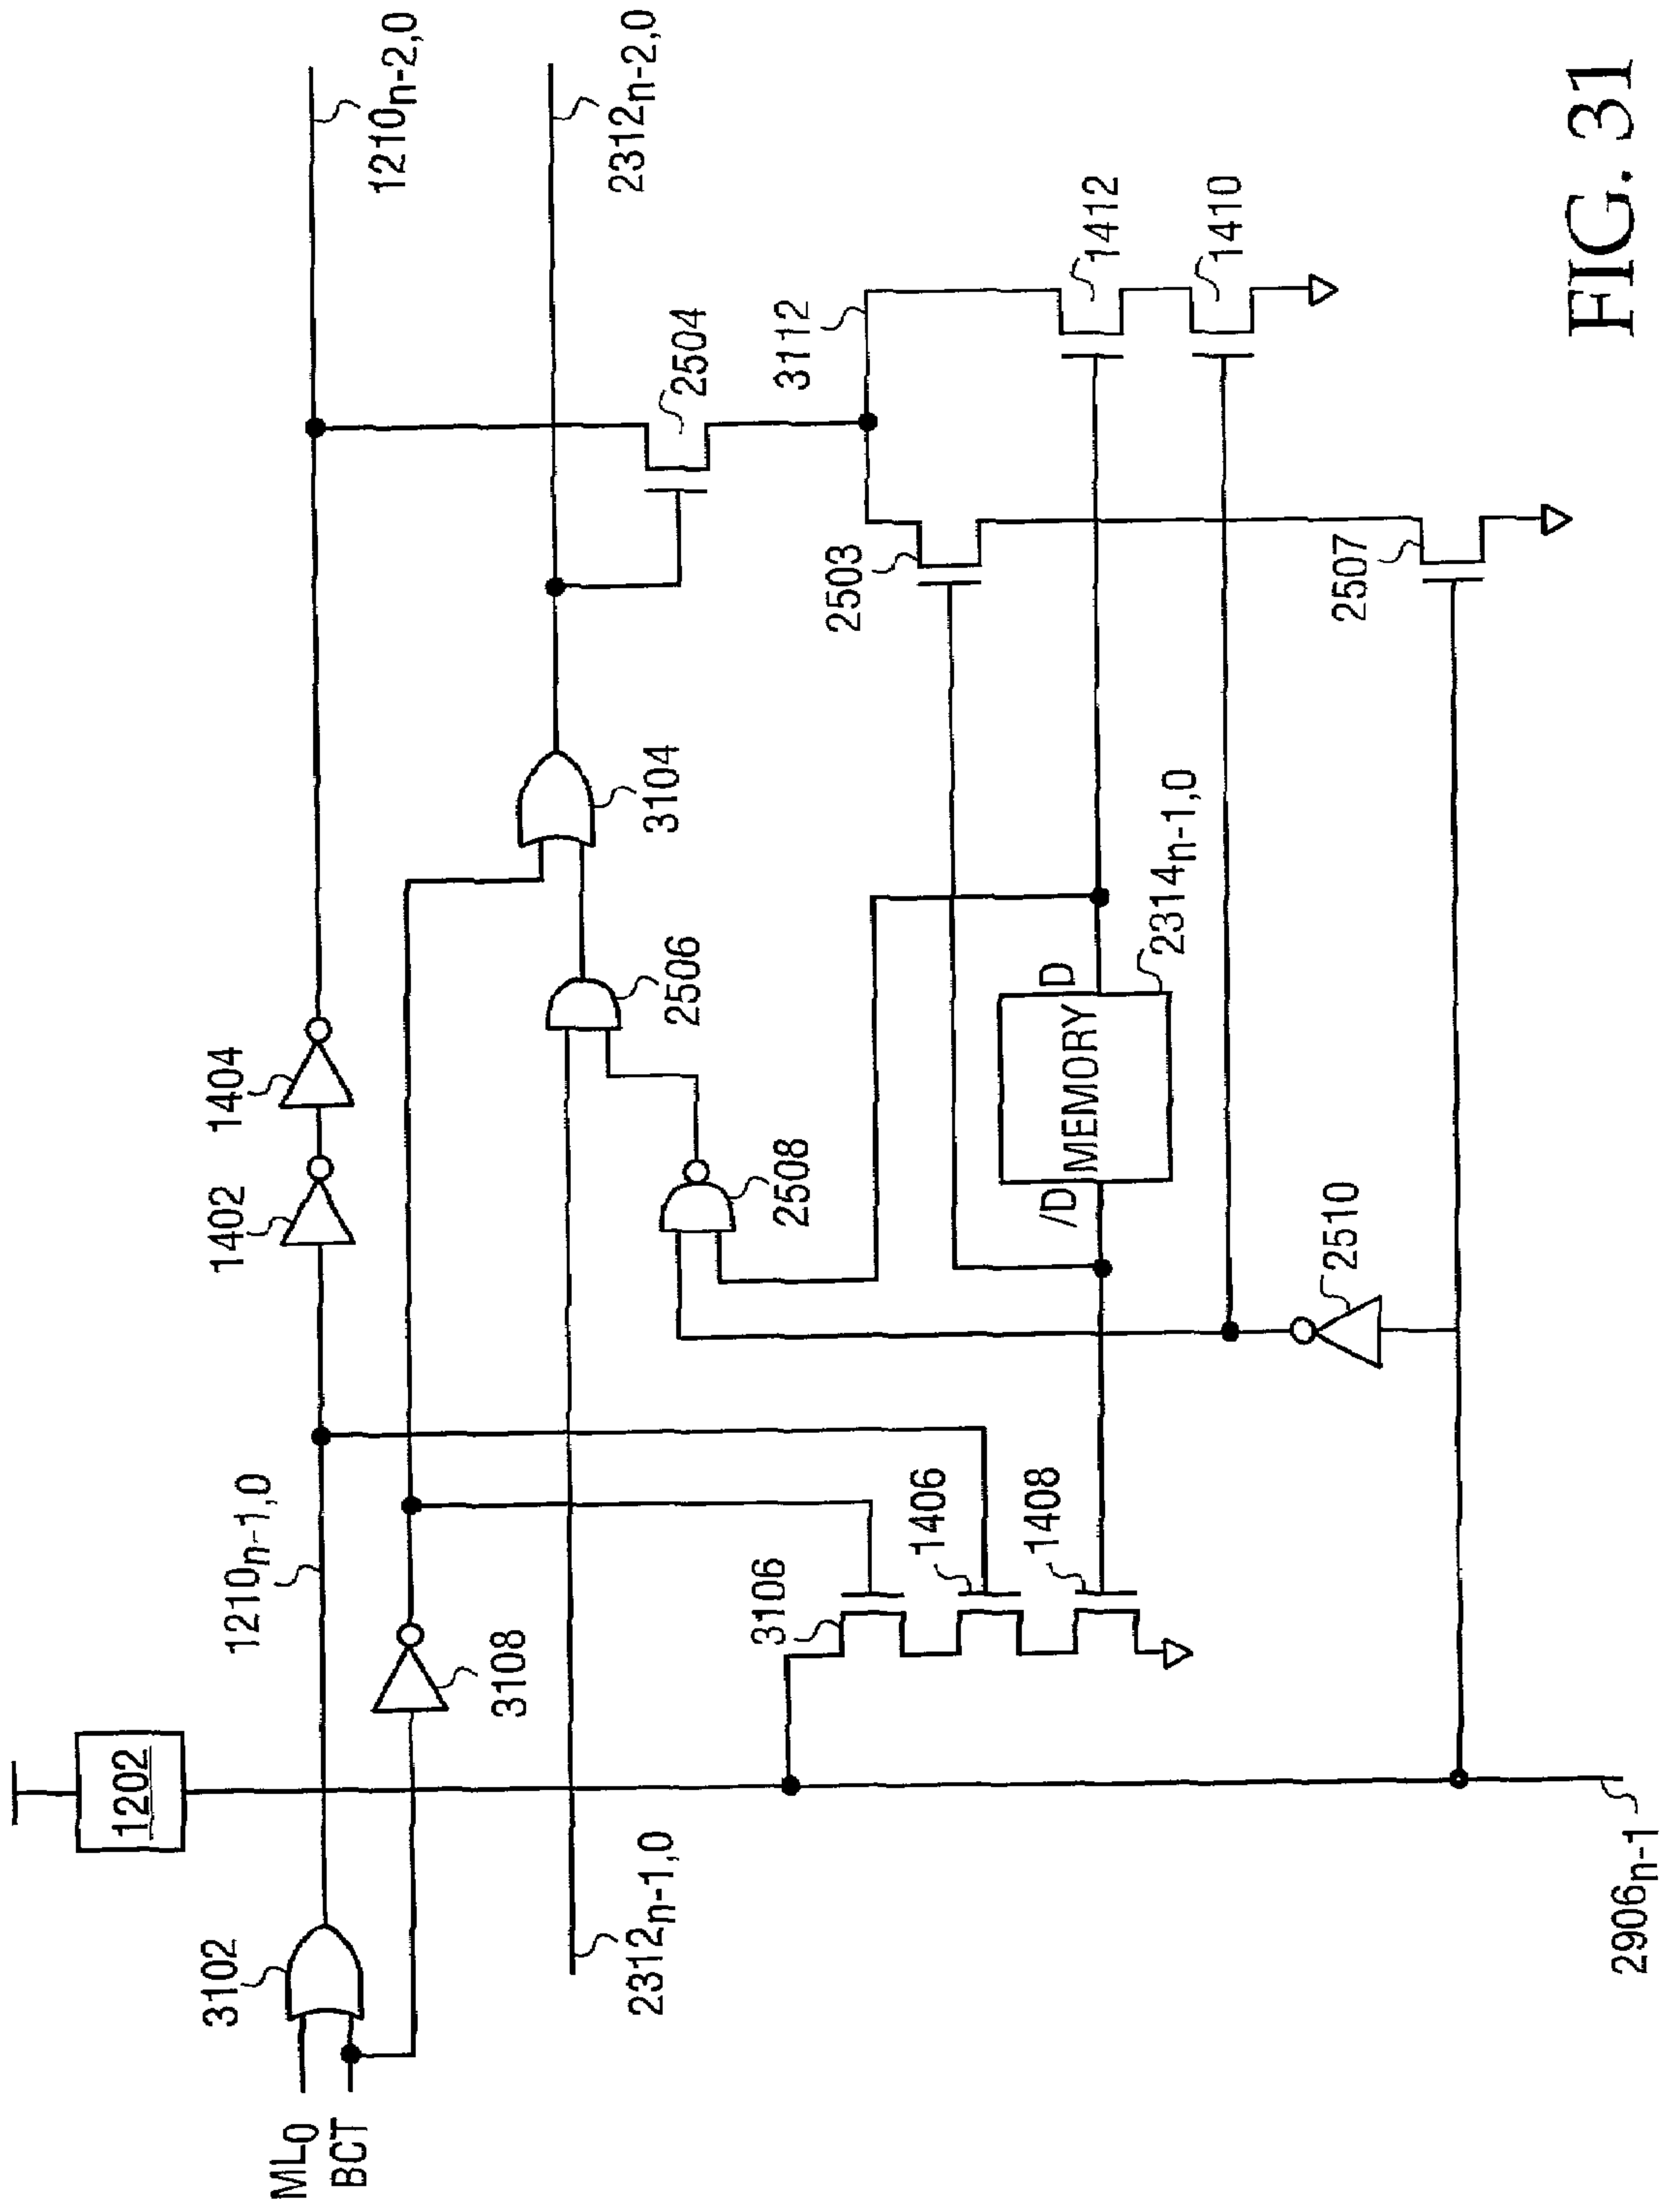 ML0
BCT
3102
1202
1210n-1,0
3108
2312n-1,0
2906n-1
3106
1406
1408
1402
1404
2508
2506
3104
2510
/D
MEMORY
D
2314n-1,0
2503
2507
2504
3112
1412
1410
1210n-2,0
2312n-2,0
FIG. 31